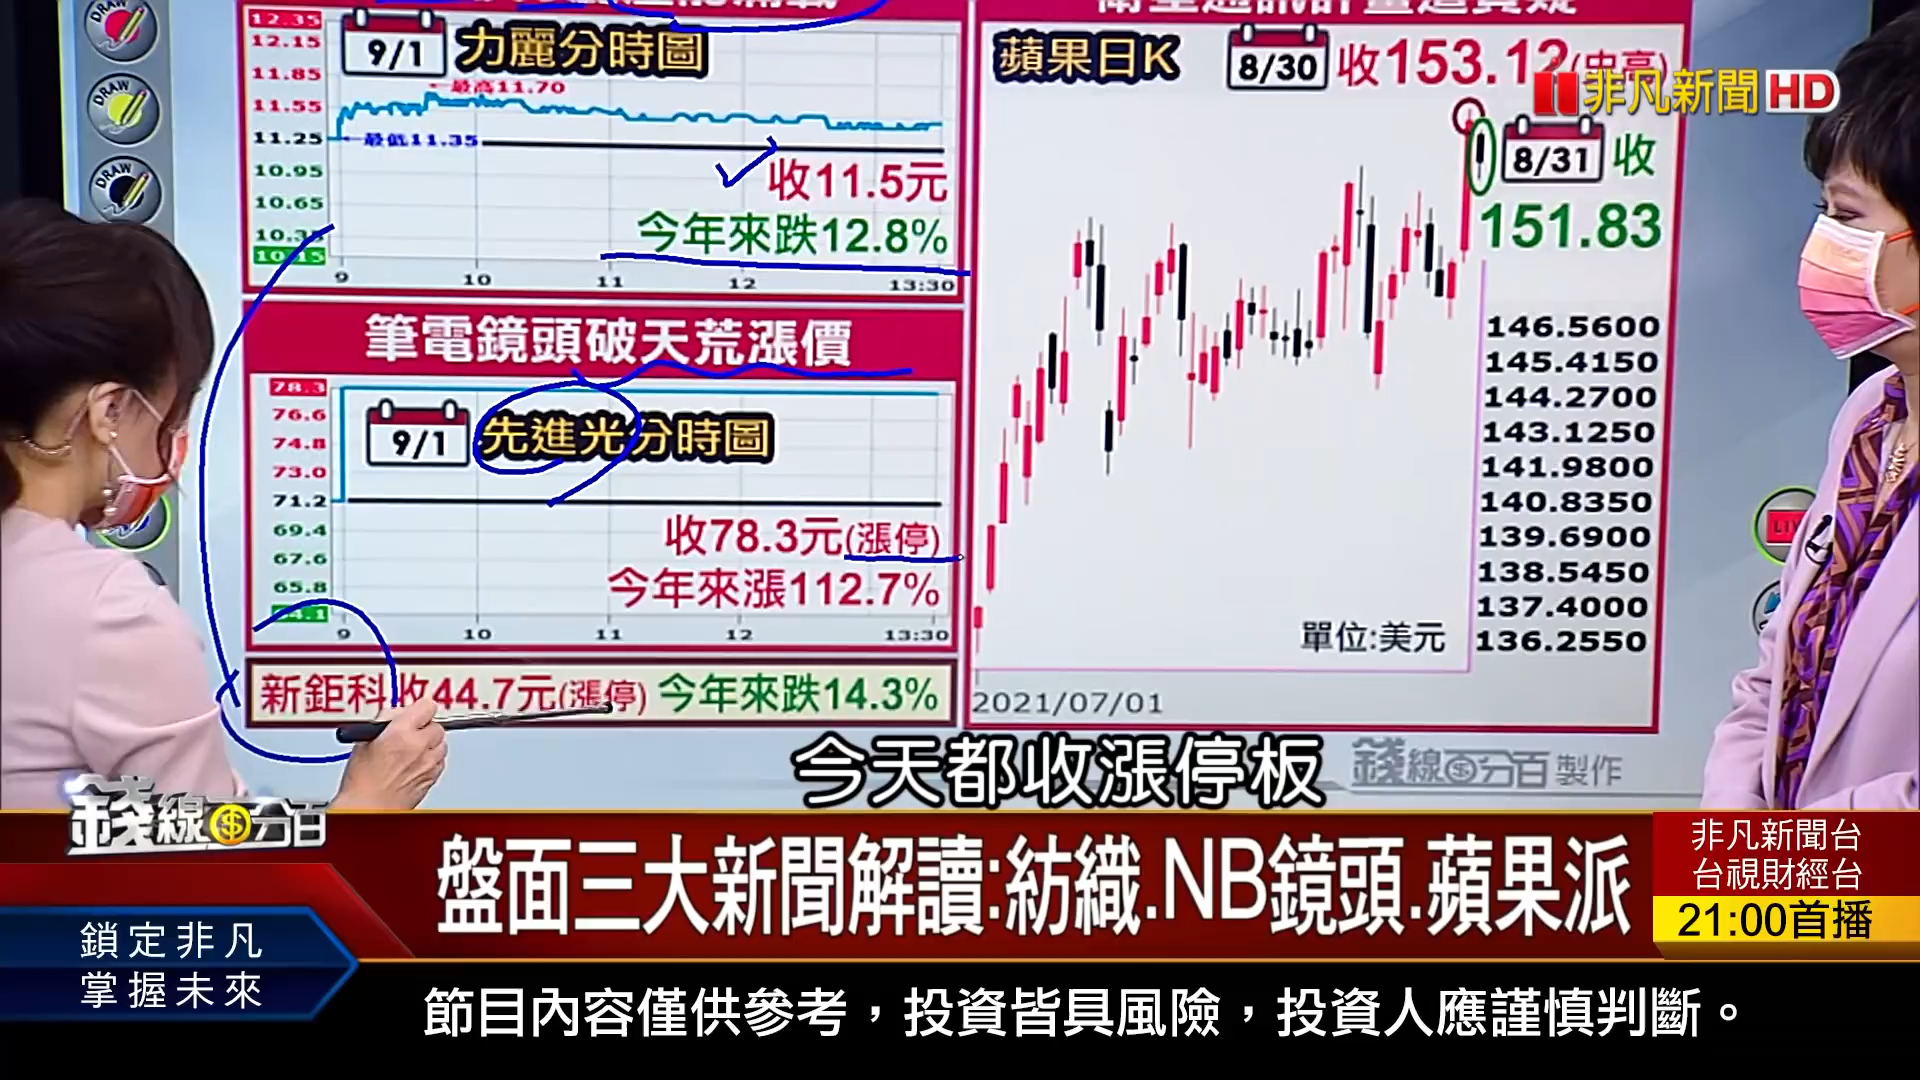 DRAW
DRAW
DRAW
12.35
12.15
11.85
11.55
11.25
10.95
10.65
10.35
10.15
9/1
力麗分時圖
最高11.70
最低11.35
收11.5元
今年來跌12.8%
9 10 11 12 13:30
筆電鏡頭破天荒漲價
78.3
76.6
74.8
73.0
71.2
69.4
67.6
65.8
64.1
9/1
先進光分時圖
收78.3元(漲停)
今年來漲112.7%
9 10 11 12 13:30
新鉅科收44.7元(漲停) 今年來跌14.3%
蘋果日K
8/30
收153.12(史高)
非凡新聞HD
8/31
收
151.83
146.5600
145.4150
144.2700
143.1250
141.9800
140.8350
139.6900
138.5450
137.4000
136.2550
單位:美元
2021/07/01
錢線百分百 製作
LIV
今天都收漲停板
錢線百分百
盤面三大新聞解讀:紡織.NB鏡頭.蘋果派
非凡新聞台
台視財經台
21:00首播
鎖定非凡
掌握未來
節目內容僅供參考，投資皆具風險，投資人應謹慎判斷。